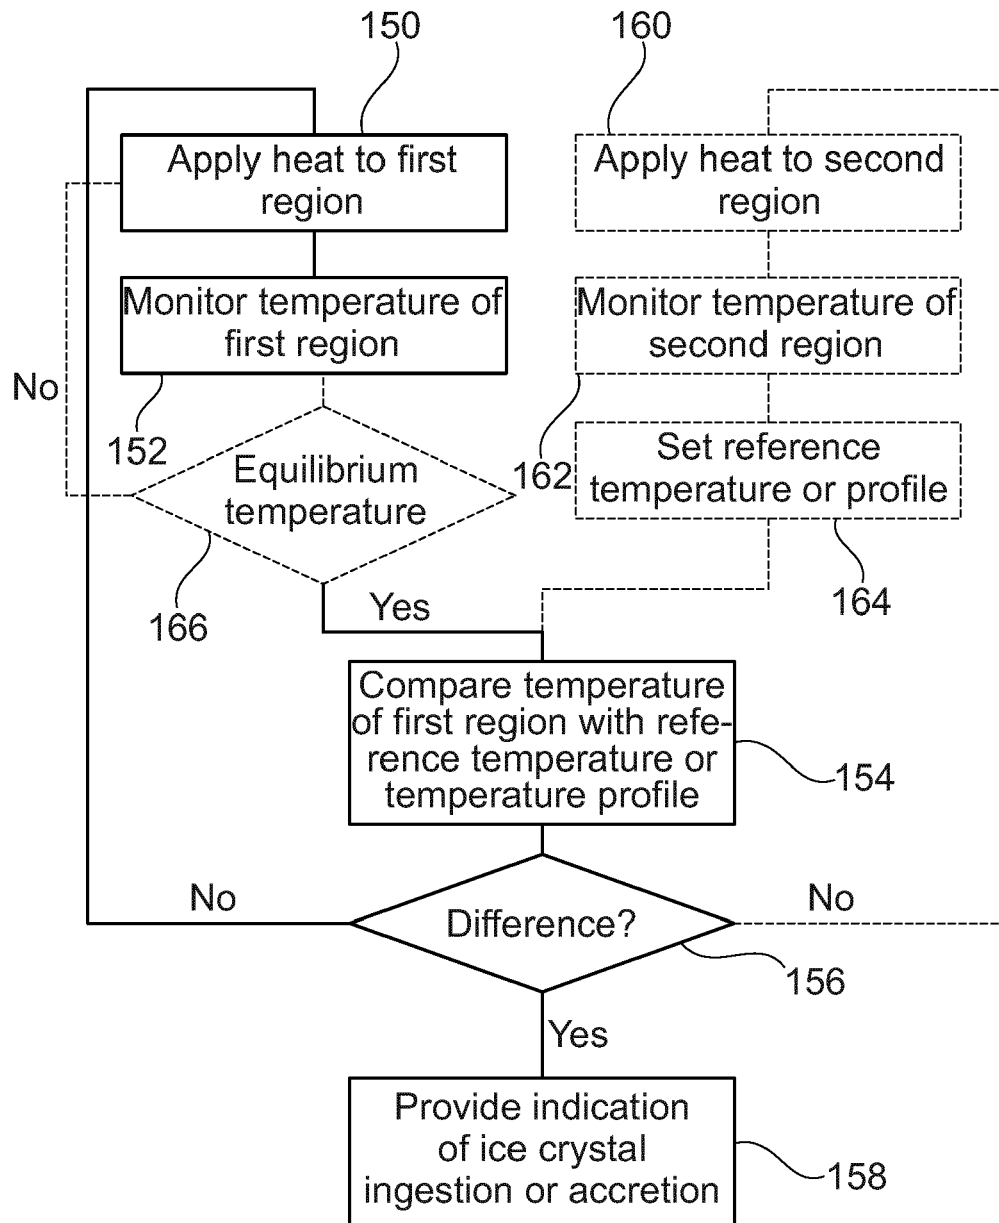 150
160
Apply heat to first
region
Apply heat to second
region
Monitor temperature of
first region
Monitor temperature of
second region
No
152
162
Equilibrium
temperature
Set reference
temperature or profile
166
164
Yes
Compare temperature
of first region with refe-
rence temperature or
temperature profile
154
No
Difference?
No
156
Yes
Provide indication
of ice crystal
ingestion or accretion
158